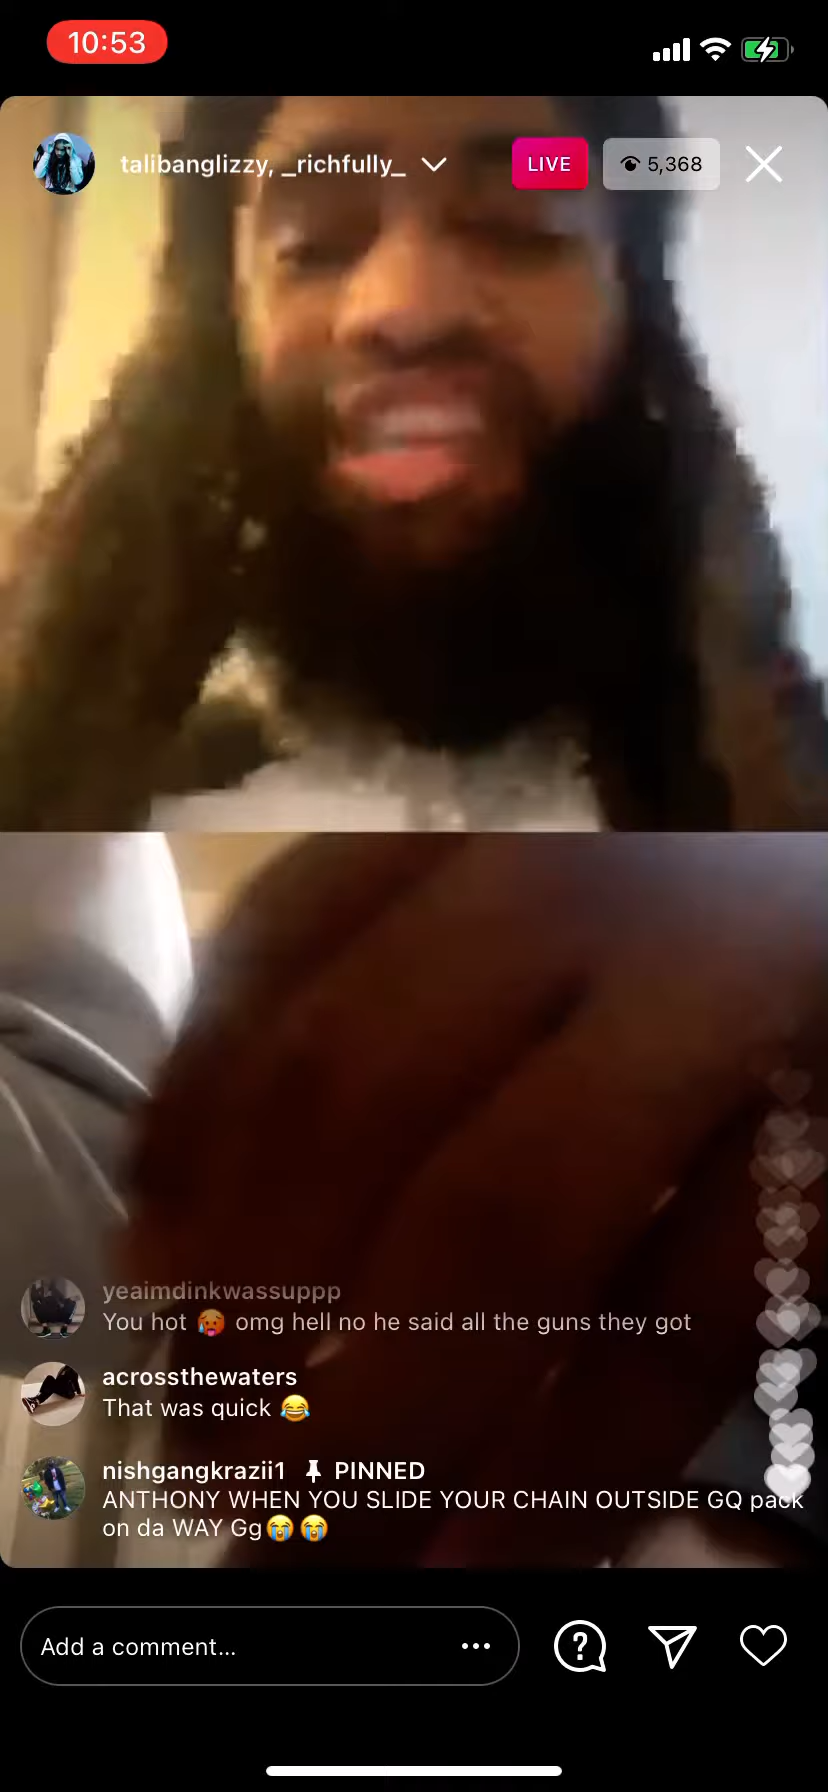 10:53
talibanglizzy, _richfully_
LIVE
5,368
yeaimdinkwassuppp
You hot 🥵 omg hell no he said all the guns they got
acrossthewaters
That was quick 😂
nishgangkrazii1 📌 PINNED
ANTHONY WHEN YOU SLIDE YOUR CHAIN OUTSIDE GQ pack
on da WAY Gg😭😭
Add a comment...